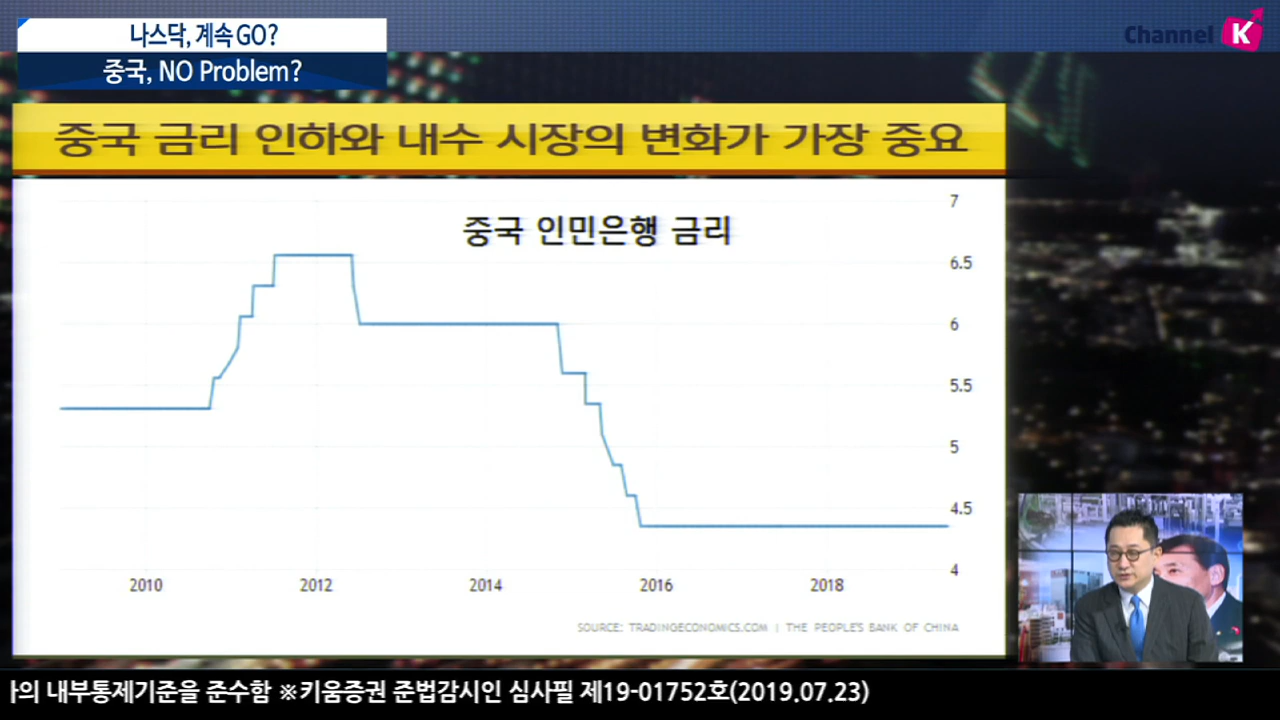 나스닥, 계속 GO?
중국, NO Problem?
Channel K
중국 금리 인하와 내수 시장의 변화가 가장 중요
중국 인민은행 금리
7
6.5
6
5.5
5
4.5
4
2010 2012 2014 2016 2018
SOURCE: TRADINGECONOMICS.COM | THE PEOPLE'S BANK OF CHINA
의 내부통제기준을 준수함 ※키움증권 준법감시인 심사필 제19-01752호(2019.07.23)